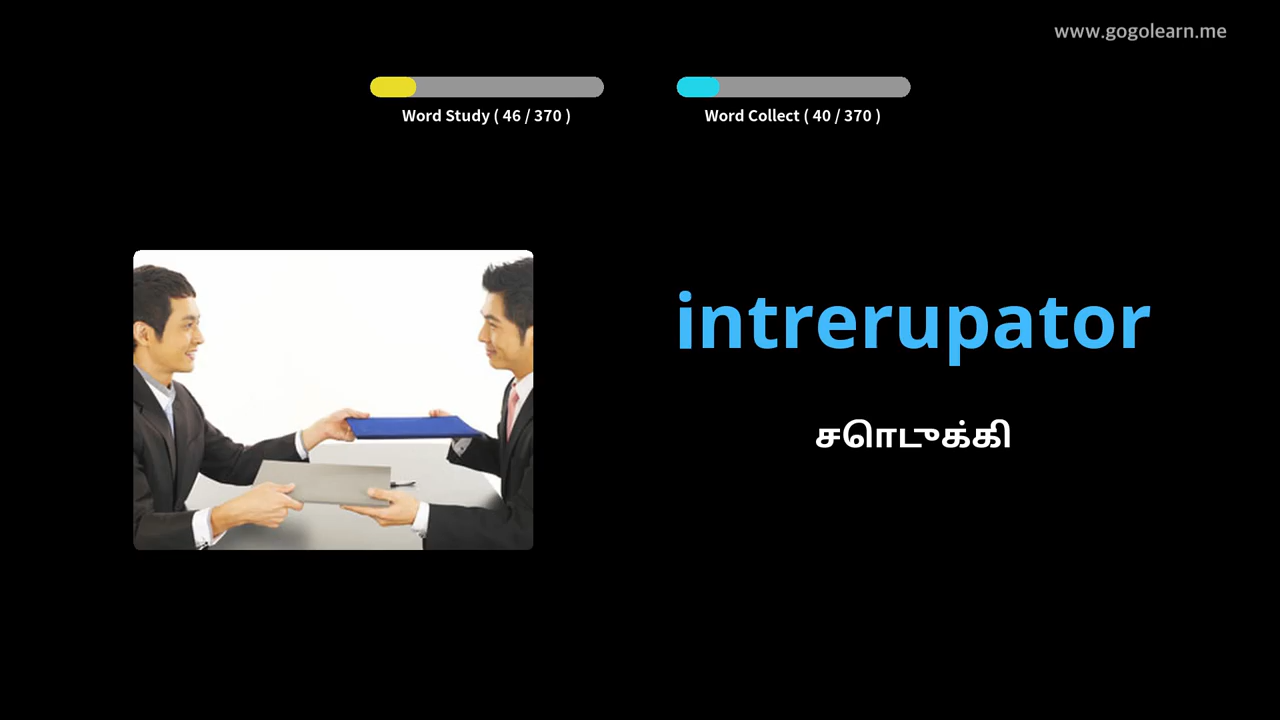 www.gogolearn.me
Word Study ( 46 / 370 )
Word Collect ( 40 / 370 )
intrerupator
சொடுக்கி